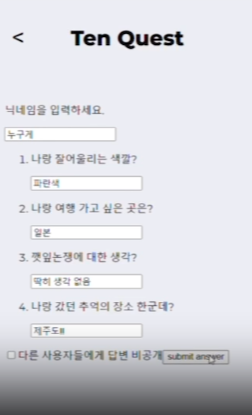 <
Ten Quest
닉네임을 입력하세요.
누구게
1. 나랑 잘어울리는 색깔?
파란색
2. 나랑 여행 가고 싶은 곳은?
일본
3. 깻잎논쟁에 대한 생각?
딱히 생각 없음
4. 나랑 갔던 추억의 장소 한군데?
다른 사용자들에게 답변 비공개 submit answer